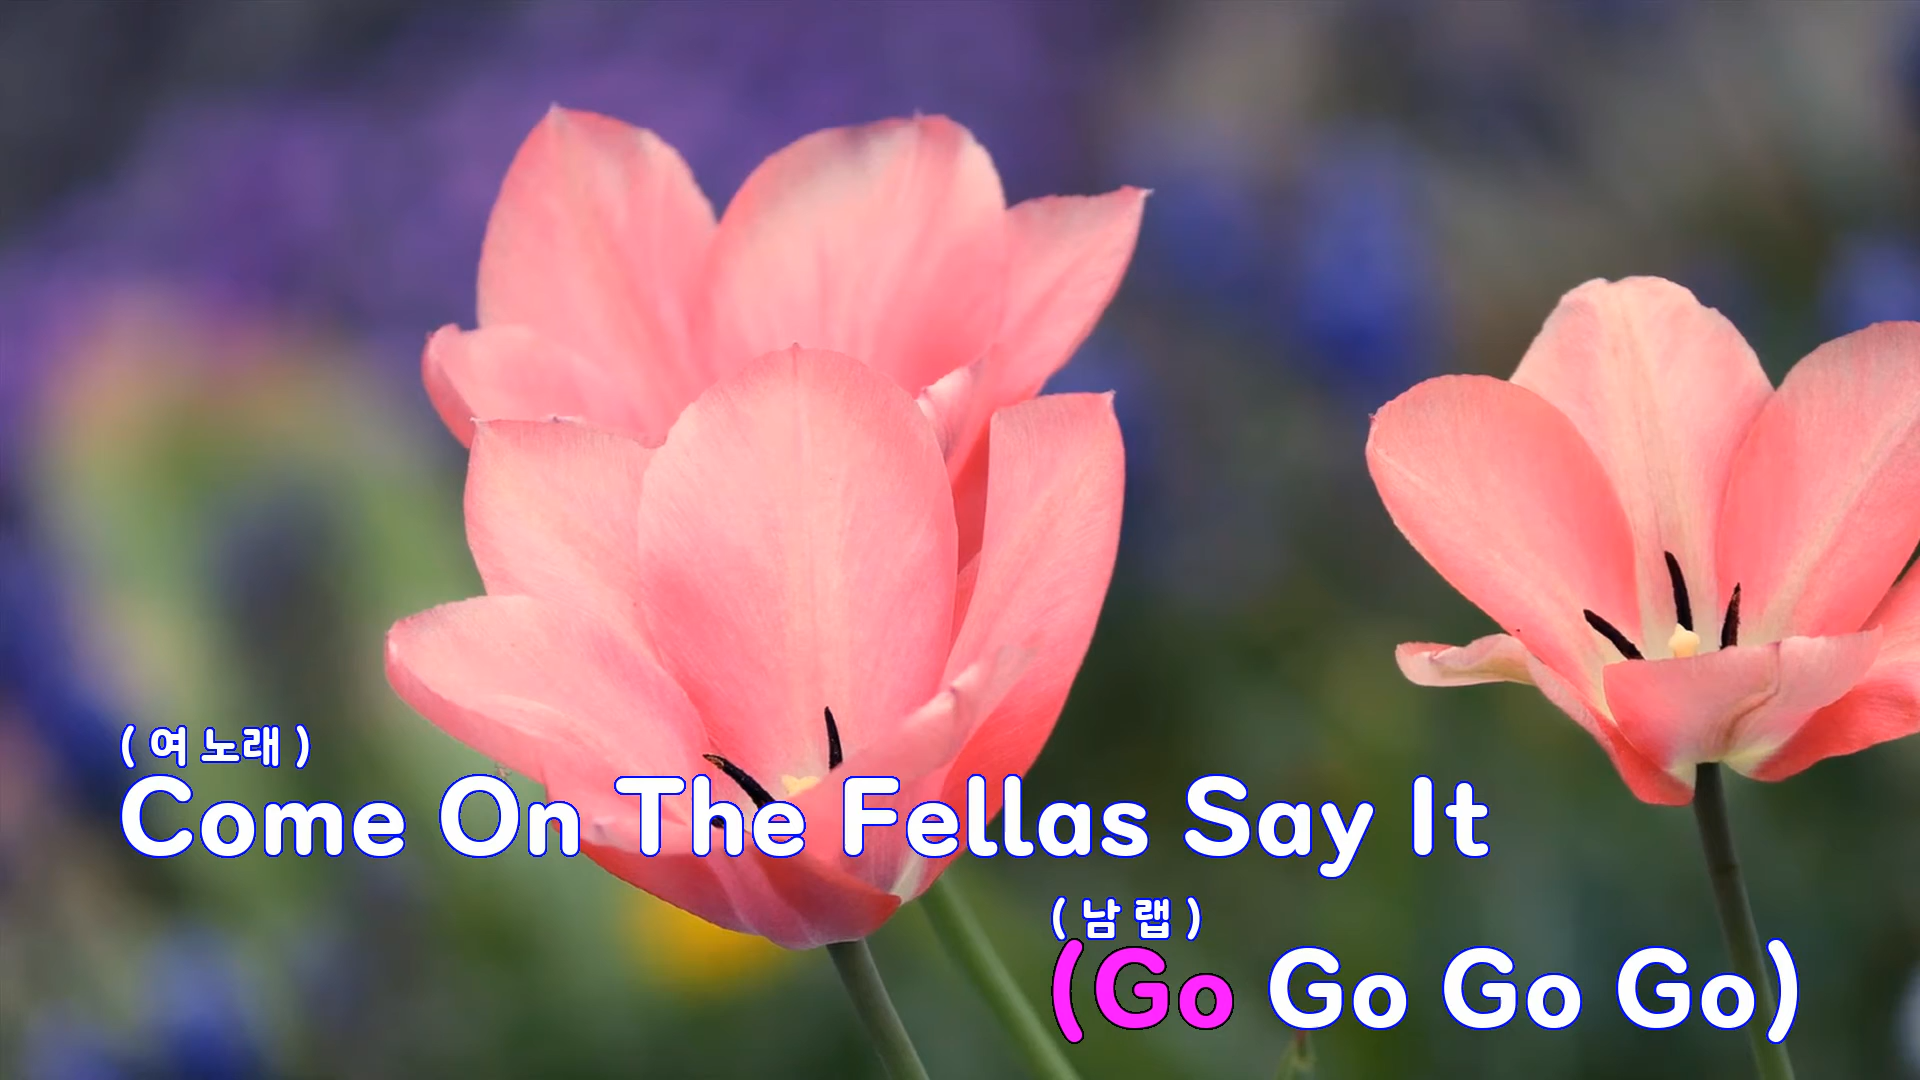 ( 여 노래 )
Come On The Fellas Say It
( 남 랩 )
(Go Go Go Go)